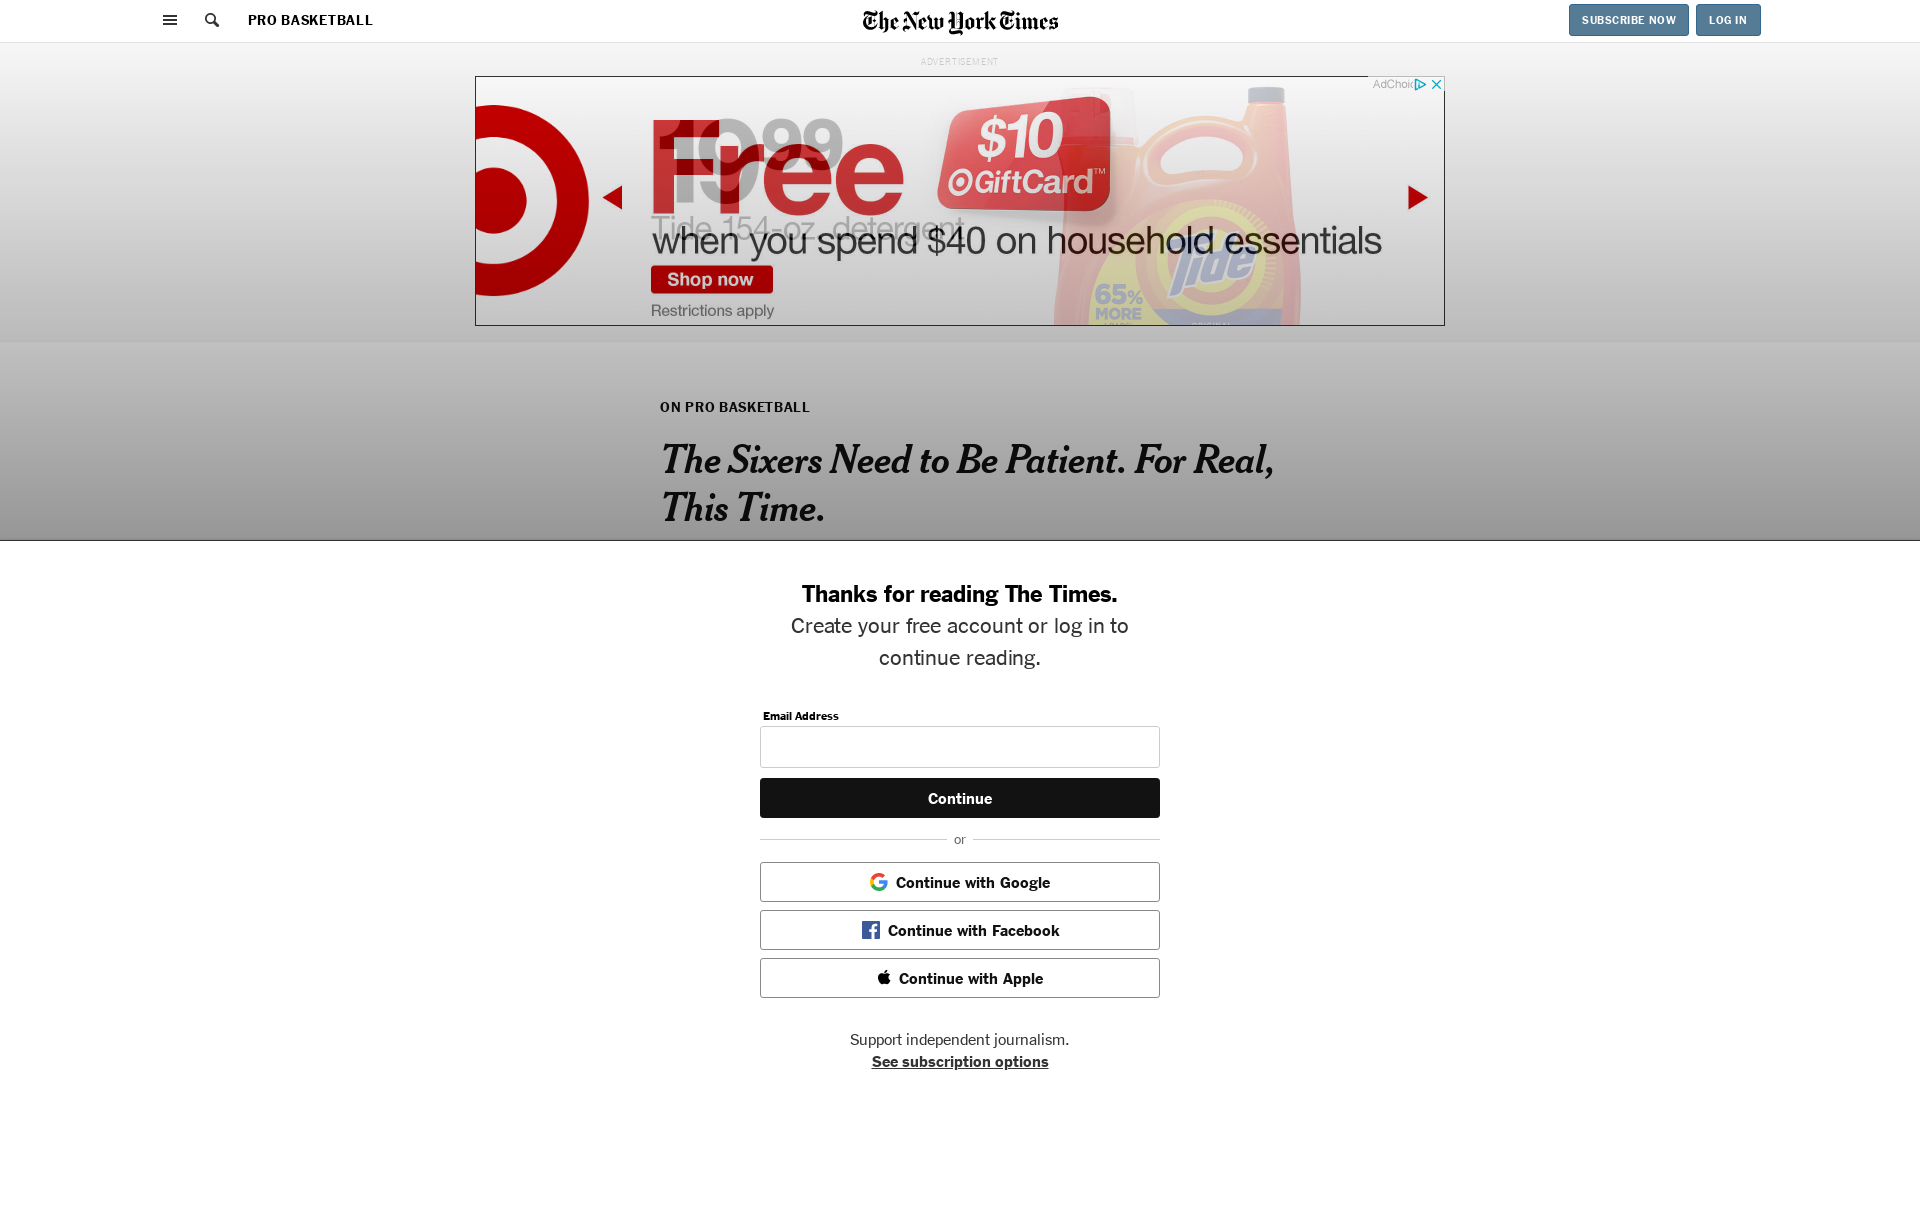 PRO BASKETBALL
The New York Times
SUBSCRIBE NOW
LOG IN
ADVERTISEMENT
19 99
Free
$10
GiftCard™
Tide 154-oz. detergent
when you spend $40 on household essentials
Tide
Shop now
65%
MORE
Restrictions apply
ON PRO BASKETBALL
The Sixers Need to Be Patient. For Real,
This Time.
Thanks for reading The Times.
Create your free account or log in to
continue reading.
Email Address
Continue
or
Continue with Google
Continue with Facebook
Continue with Apple
Support independent journalism.
See subscription options